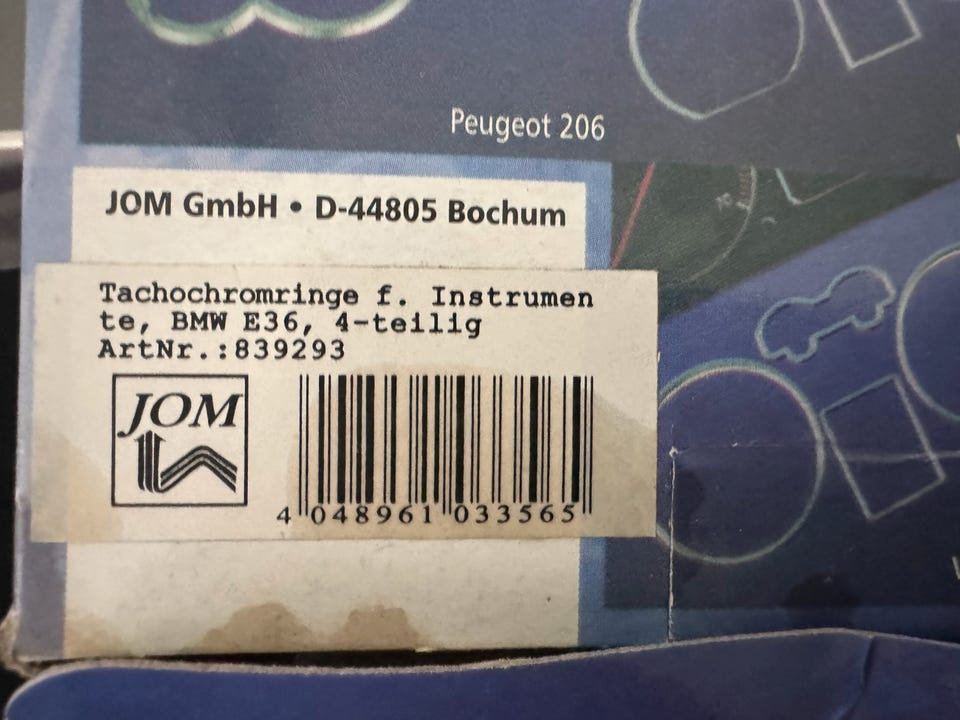 Peugeot 206
JOM GmbH • D-44805 Bochum
Tachochromringe f. Instrumen
te, BMW E36, 4-teilig
ArtNr.:839293
JOM
4 048961 033565